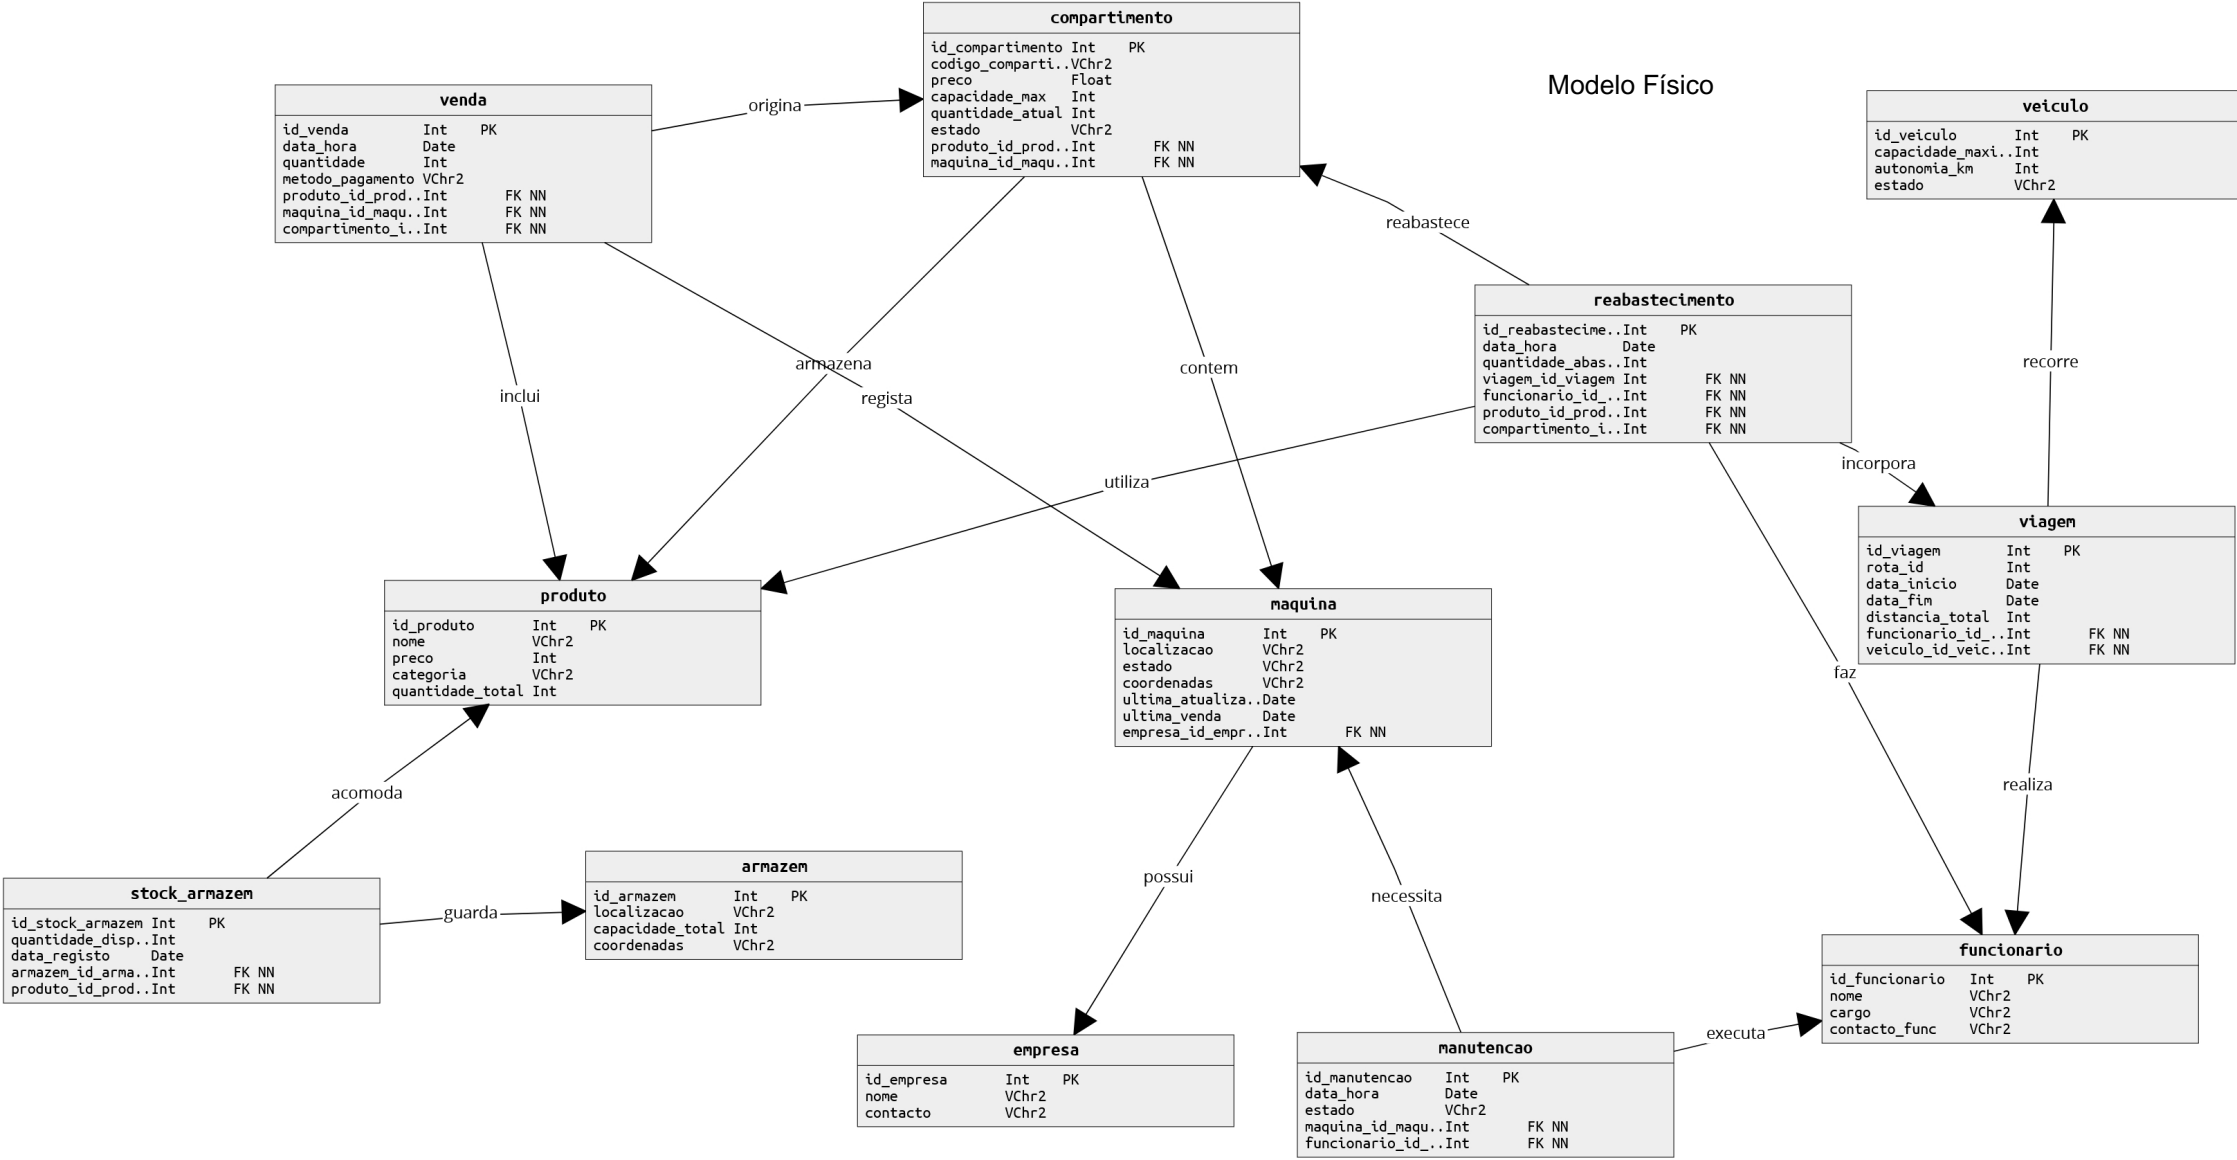 compartimento
id_compartimento Int PK
codigo_comparti..VChr2
preco Float
capacidade_max Int
quantidade_atual Int
estado VChr2
produto_id_prod..Int FK NN
maquina_id_maqu..Int FK NN
Modelo Físico
venda
id_venda Int PK
data_hora Date
quantidade Int
metodo_pagamento VChr2
produto_id_prod..Int FK NN
maquina_id_maqu..Int FK NN
compartimento_i..Int FK NN
origina
veiculo
id_veiculo Int PK
capacidade_maxi..Int
autonomia_km Int
estado VChr2
reabastece
reabastecimento
id_reabastecime..Int PK
data_hora Date
quantidade_abas..Int
viagem_id_viagem Int FK NN
funcionario_id_..Int FK NN
produto_id_prod..Int FK NN
compartimento_i..Int FK NN
recorre
armazena
contem
inclui
regista
utiliza
incorpora
viagem
id_viagem Int PK
rota_id Int
data_inicio Date
data_fim Date
distancia_total Int
funcionario_id_..Int FK NN
veiculo_id_veic..Int FK NN
produto
id_produto Int PK
nome VChr2
preco Int
categoria VChr2
quantidade_total Int
maquina
id_maquina Int PK
localizacao VChr2
estado VChr2
coordenadas VChr2
ultima_atualiza..Date
ultima_venda Date
empresa_id_empr..Int FK NN
faz
realiza
acomoda
stock_armazem
id_stock_armazem Int PK
quantidade_disp..Int
data_registo Date
armazem_id_arma..Int FK NN
produto_id_prod..Int FK NN
guarda
armazem
id_armazem Int PK
localizacao VChr2
capacidade_total Int
coordenadas VChr2
possui
necessita
funcionario
id_funcionario Int PK
nome VChr2
cargo VChr2
contacto_func VChr2
empresa
id_empresa Int PK
nome VChr2
contacto VChr2
manutencao
id_manutencao Int PK
data_hora Date
estado VChr2
maquina_id_maqu..Int FK NN
funcionario_id_..Int FK NN
executa